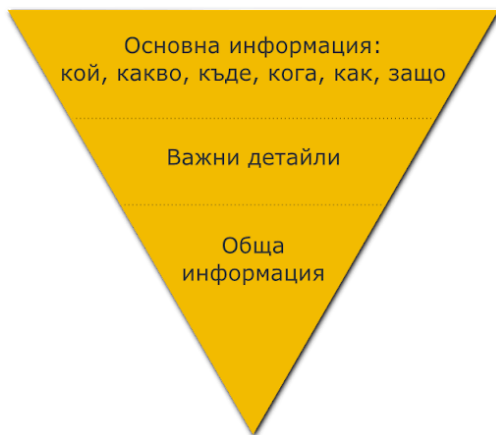 Основна информация:
кой, какво, къде, кога, как, защо
Важни детайли
Обща
информация